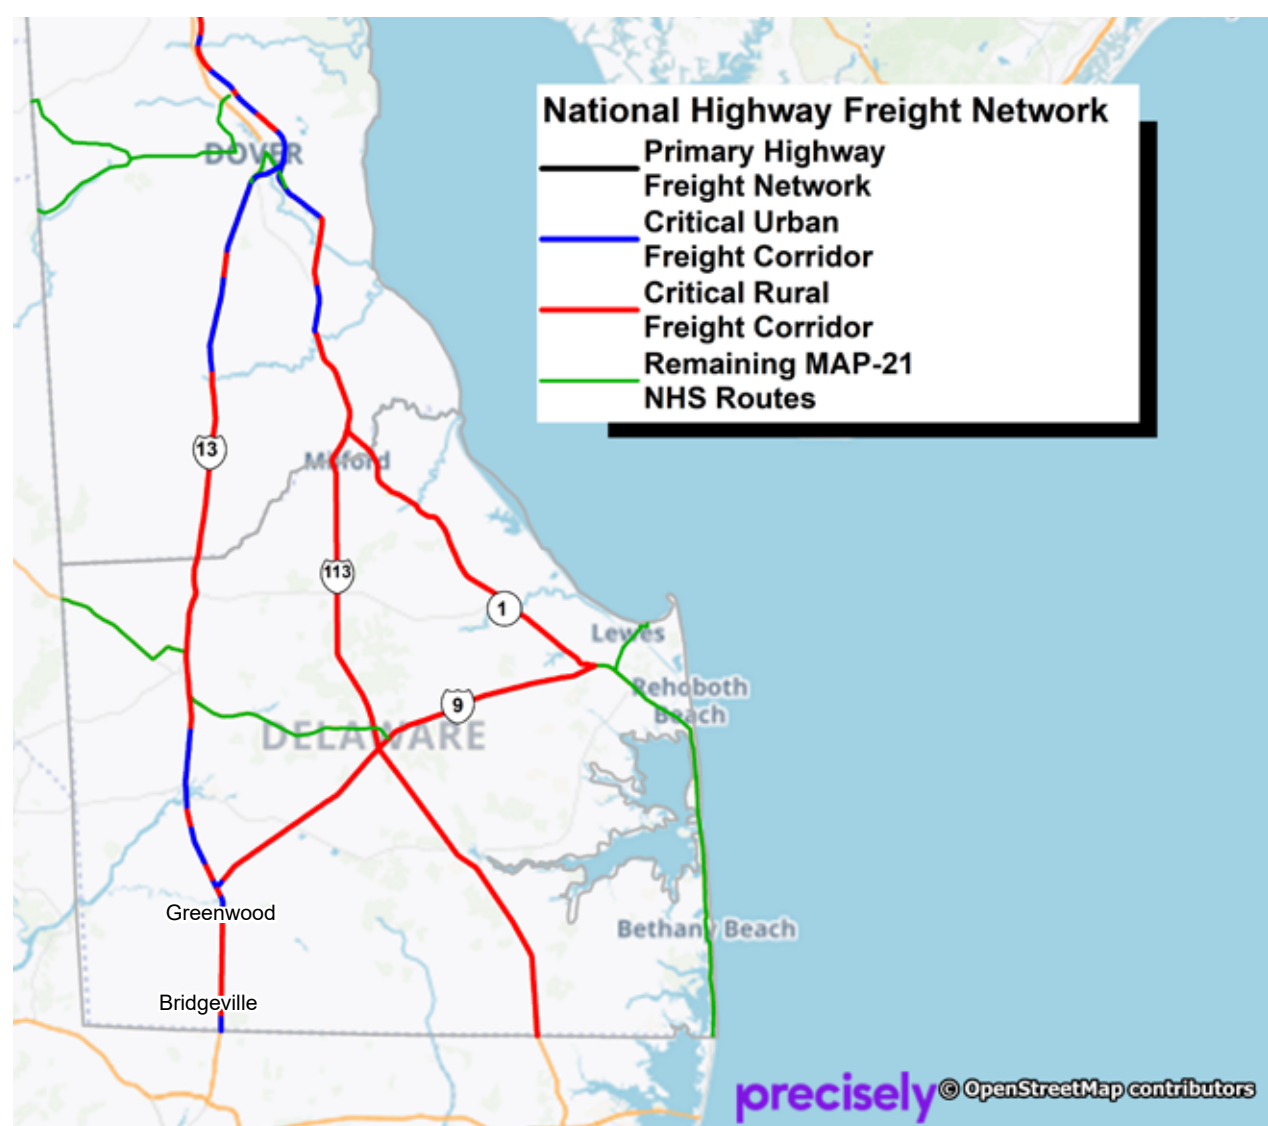 National Highway Freight Network
Primary Highway
Freight Network
Critical Urban
Freight Corridor
Critical Rural
Freight Corridor
Remaining MAP-21
NHS Routes
DOVER
13
Milford
113
1
Lewes
Rehoboth
Beach
9
DELAWARE
Greenwood
Bethany Beach
Bridgeville
precisely
© OpenStreetMap contributors